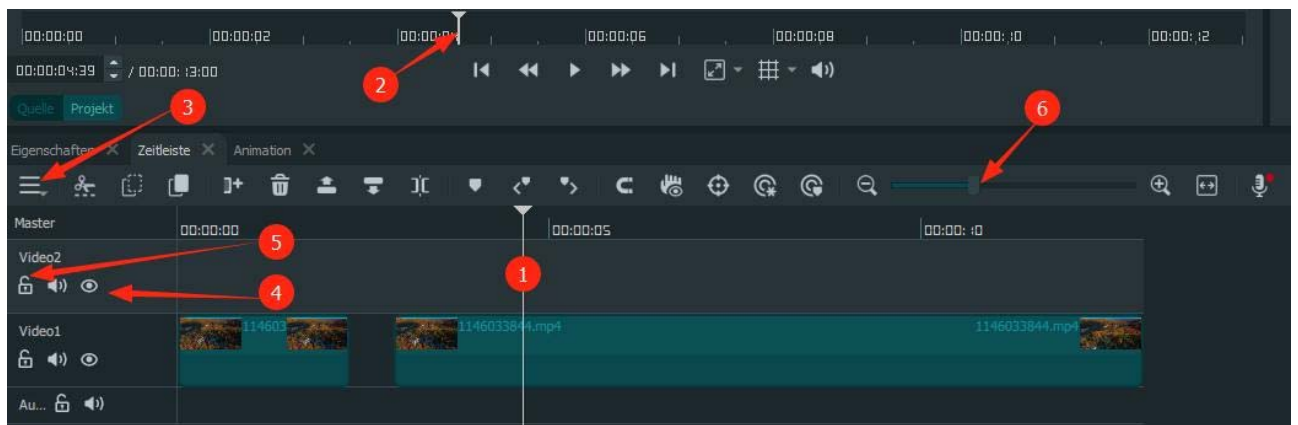 00:00:00 00:00:02 00:00:04 00:00:06 00:00:08 00:00:10 00:00:12
2
00:00:04:39 / 00:00:13:00
Quelle Projekt
3
6
Eigenschaften Zeitleiste Animation
Master
00:00:00 00:00:05 00:00:10
Video2
5
1
4
Video1
114603 1146033844.mp4 1146033844.mp4
Au...